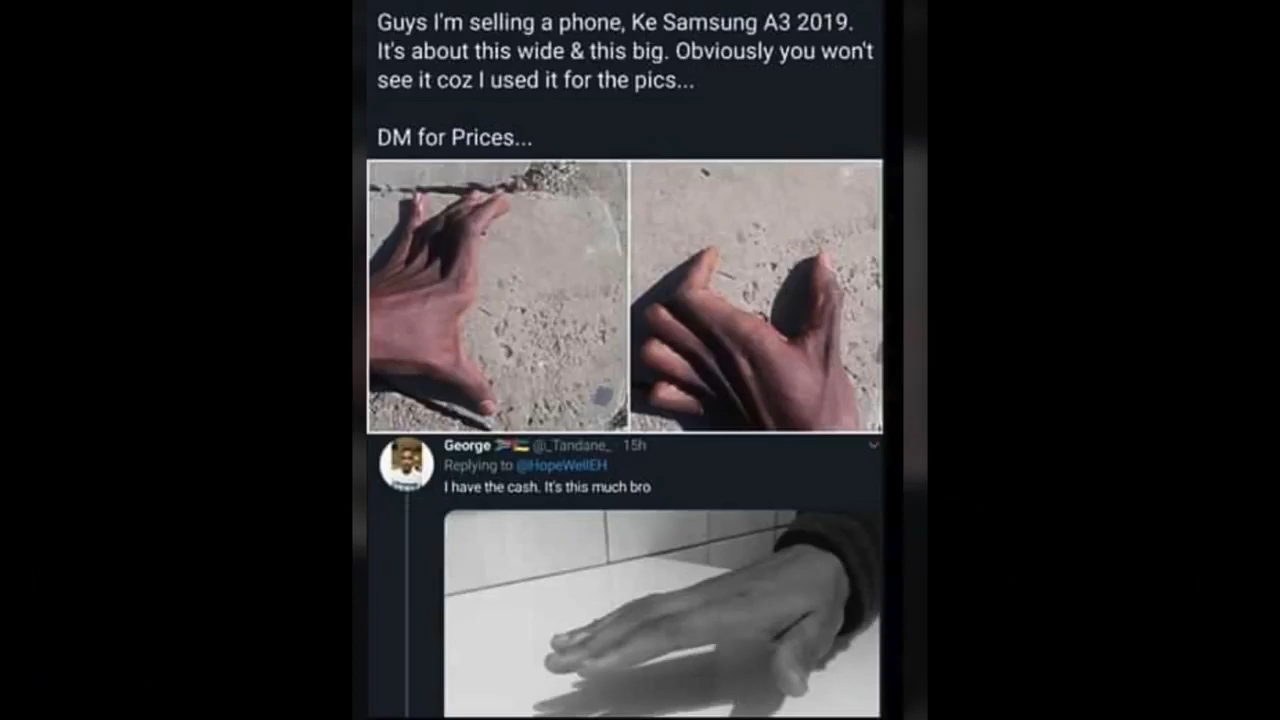 Guys I'm selling a phone, Ke Samsung A3 2019.
It's about this wide & this big. Obviously you won't
see it coz I used it for the pics...
DM for Prices...
George @_Tandane_ 15h
Replying to @HopeWellEH
I have the cash. It's this much bro